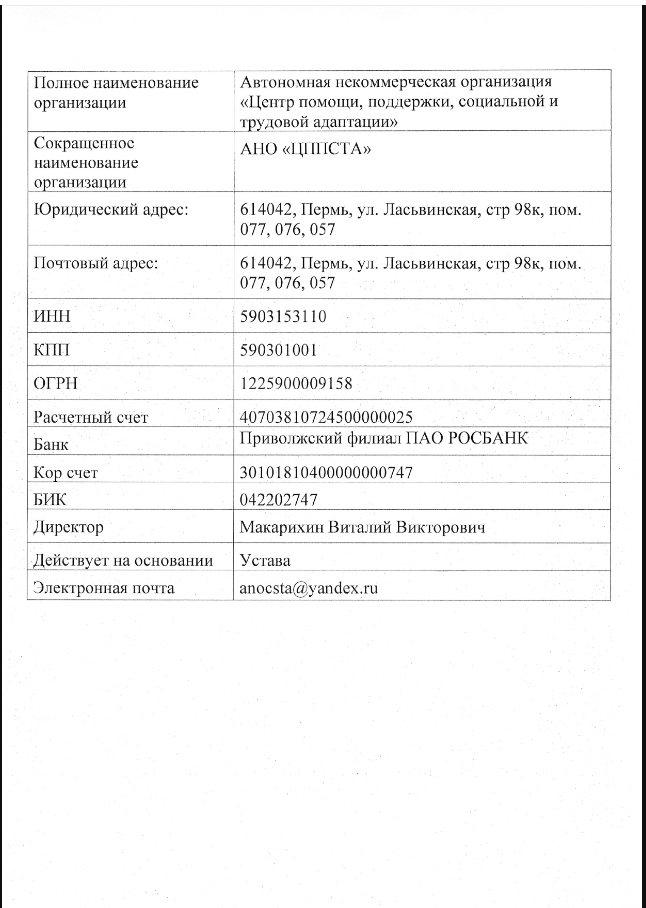 Полное наименование
организации
Автономная некоммерческая организация
«Центр помощи, поддержки, социальной и
трудовой адаптации»
Сокращенное
наименование
организации
АНО «ЦППСТА»
Юридический адрес:
614042, Пермь, ул. Ласьвинская, стр 98к, пом.
077, 076, 057
Почтовый адрес:
614042, Пермь, ул. Ласьвинская, стр 98к, пом.
077, 076, 057
ИНН
5903153110
КПП
590301001
ОГРН
1225900009158
Расчетный счет
40703810724500000025
Банк
Приволжский филиал ПАО РОСБАНК
Кор счет
30101810400000000747
БИК
042202747
Директор
Макарихин Виталий Викторович
Действует на основании
Устава
Электронная почта
anocsta@yandex.ru